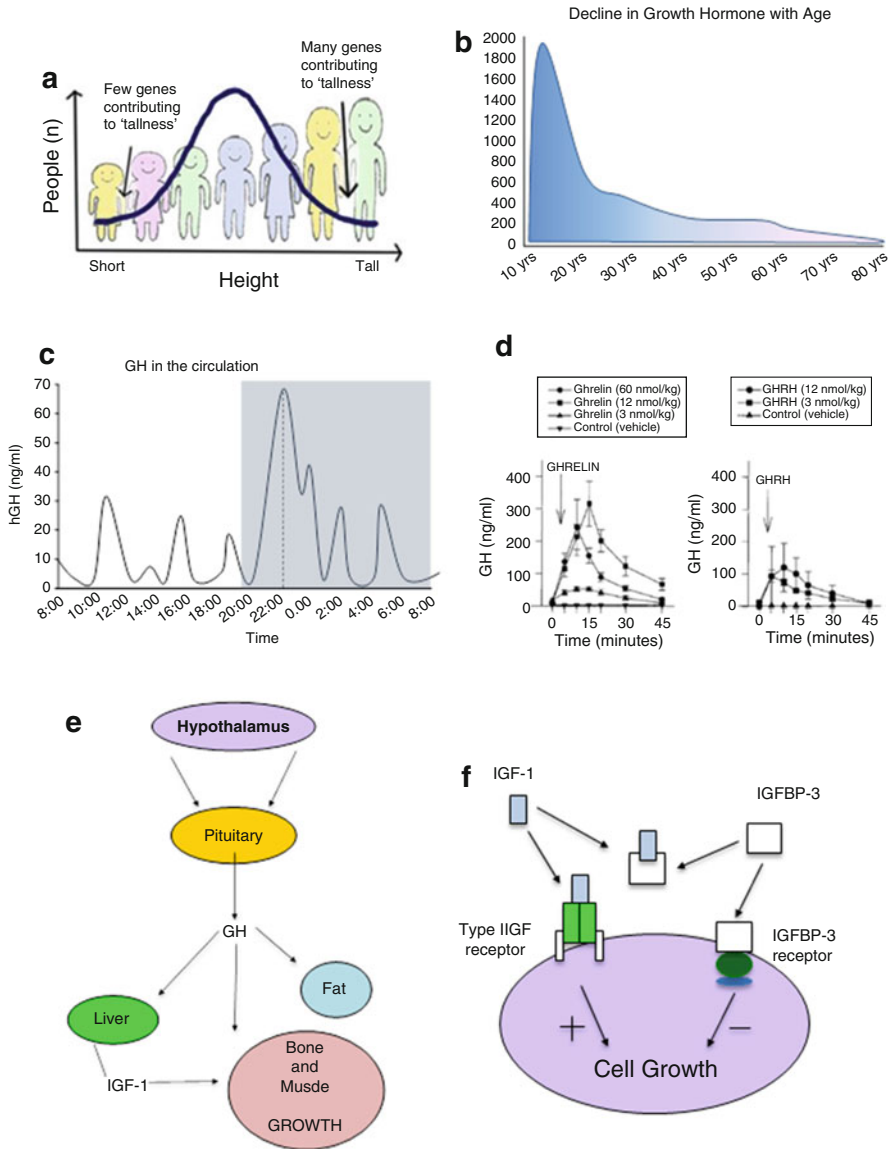 a
People (n)
Few genes
contributing
to 'tallness'
Many genes
contributing
to 'tallness'
Short
Tall
Height
b
Decline in Growth Hormone with Age
2000
1800
1600
1400
1200
1000
800
600
400
200
0
10 yrs
20 yrs
30 yrs
40 yrs
50 yrs
60 yrs
70 yrs
80 yrs
c
GH in the circulation
hGH (ng/ml)
70
60
50
40
30
20
10
0
8:00
10:00
12:00
14:00
16:00
18:00
20:00
22:00
0.00
2:00
4:00
6:00
8:00
Time
d
Ghrelin (60 nmol/kg)
Ghrelin (12 nmol/kg)
Ghrelin (3 nmol/kg)
Control (vehicle)
GHRELIN
GH (ng/ml)
400
300
200
100
0
0 15 30 45
Time (minutes)
GHRH (12 nmol/kg)
GHRH (3 nmol/kg)
Control (vehicle)
GHRH
GH (ng/ml)
400
300
200
100
0
0 15 30 45
Time (minutes)
e
Hypothalamus
Pituitary
GH
Liver
Fat
IGF-1
Bone
and
Musde
GROWTH
f
IGF-1
IGFBP-3
Type IIGF
receptor
IGFBP-3
receptor
+
–
Cell Growth